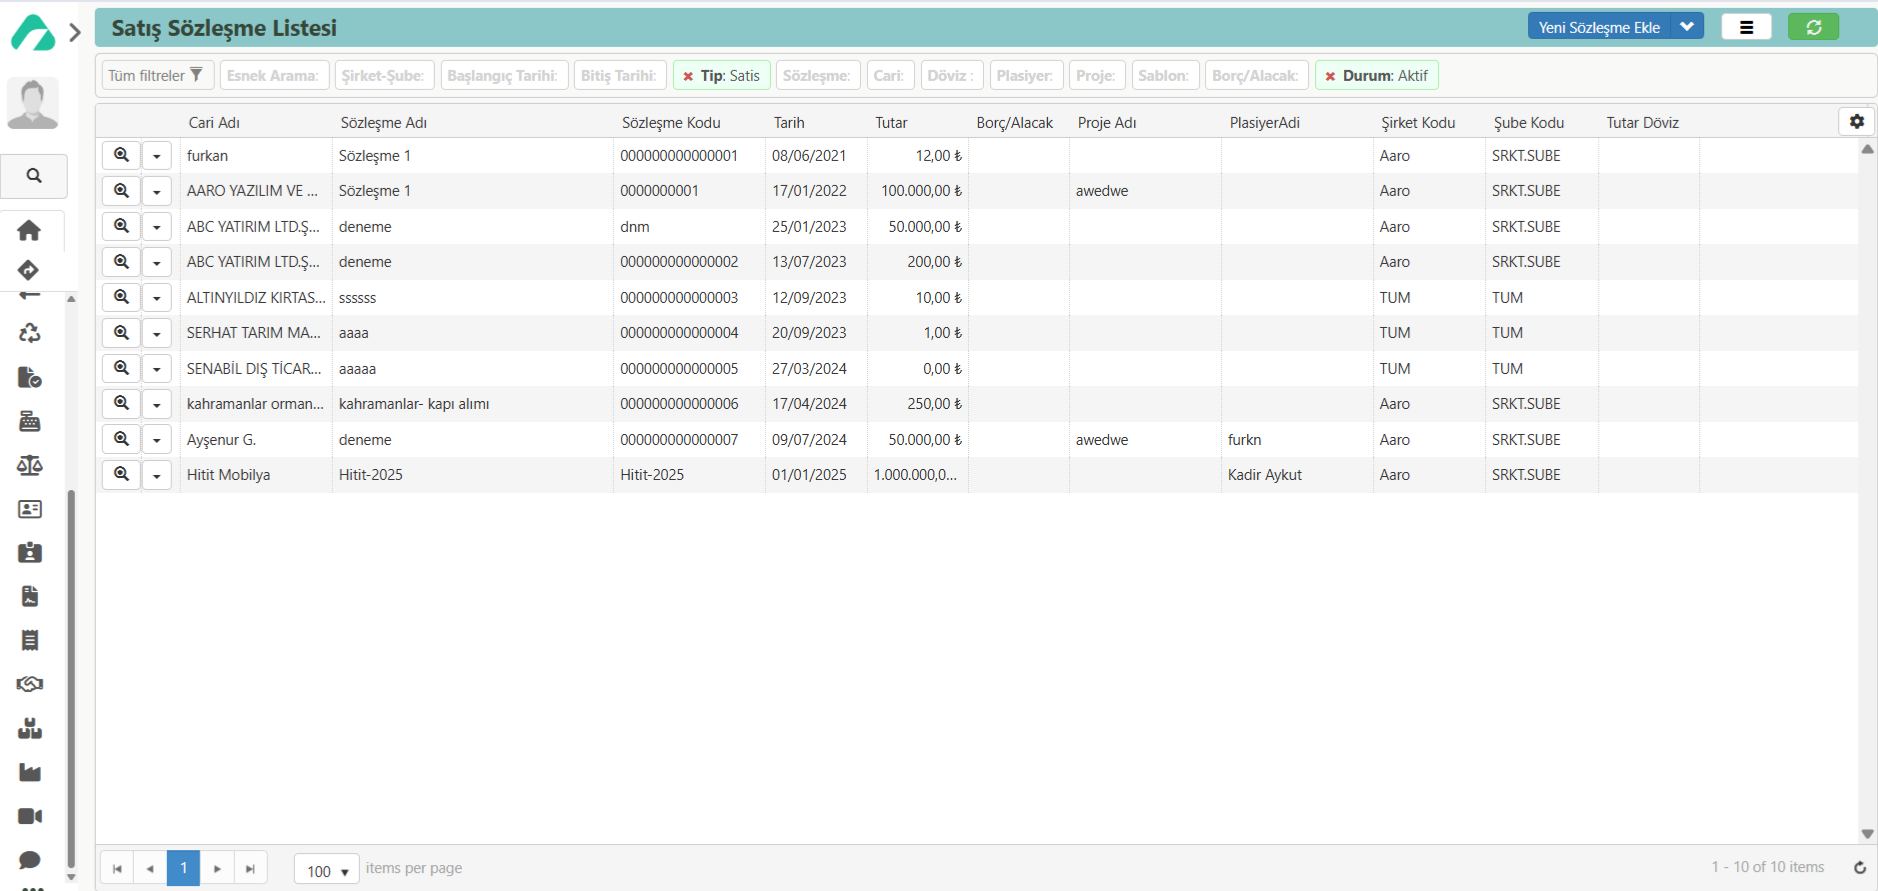 Satış Sözleşme Listesi
Yeni Sözleşme Ekle
Tüm filtreler Esnek Arama: Şirket-Şube: Başlangıç Tarihi: Bitiş Tarihi: × Tip: Satis Sözleşme: Cari: Döviz : Plasiyer: Proje: Sablon: Borç/Alacak: × Durum: Aktif
Cari Adı Sözleşme Adı Sözleşme Kodu Tarih Tutar Borç/Alacak Proje Adı PlasiyerAdi Şirket Kodu Şube Kodu Tutar Döviz
furkan Sözleşme 1 000000000000001 08/06/2021 12,00 ₺ Aaro SRKT.SUBE
AARO YAZILIM VE ... Sözleşme 1 0000000001 17/01/2022 100.000,00 ₺ awedwe Aaro SRKT.SUBE
ABC YATIRIM LTD.Ş... deneme dnm 25/01/2023 50.000,00 ₺ Aaro SRKT.SUBE
ABC YATIRIM LTD.Ş... deneme 000000000000002 13/07/2023 200,00 ₺ Aaro SRKT.SUBE
ALTINYILDIZ KIRTAS... ssssss 000000000000003 12/09/2023 10,00 ₺ TUM TUM
SERHAT TARIM MA... aaaa 000000000000004 20/09/2023 1,00 ₺ TUM TUM
SENABİL DIŞ TİCAR... aaaaa 000000000000005 27/03/2024 0,00 ₺ TUM TUM
kahramanlar orman... kahramanlar- kapı alımı 000000000000006 17/04/2024 250,00 ₺ Aaro SRKT.SUBE
Ayşenur G. deneme 000000000000007 09/07/2024 50.000,00 ₺ awedwe furkn Aaro SRKT.SUBE
Hitit Mobilya Hitit-2025 Hitit-2025 01/01/2025 1.000.000,0... Kadir Aykut Aaro SRKT.SUBE
1 100 items per page 1 - 10 of 10 items